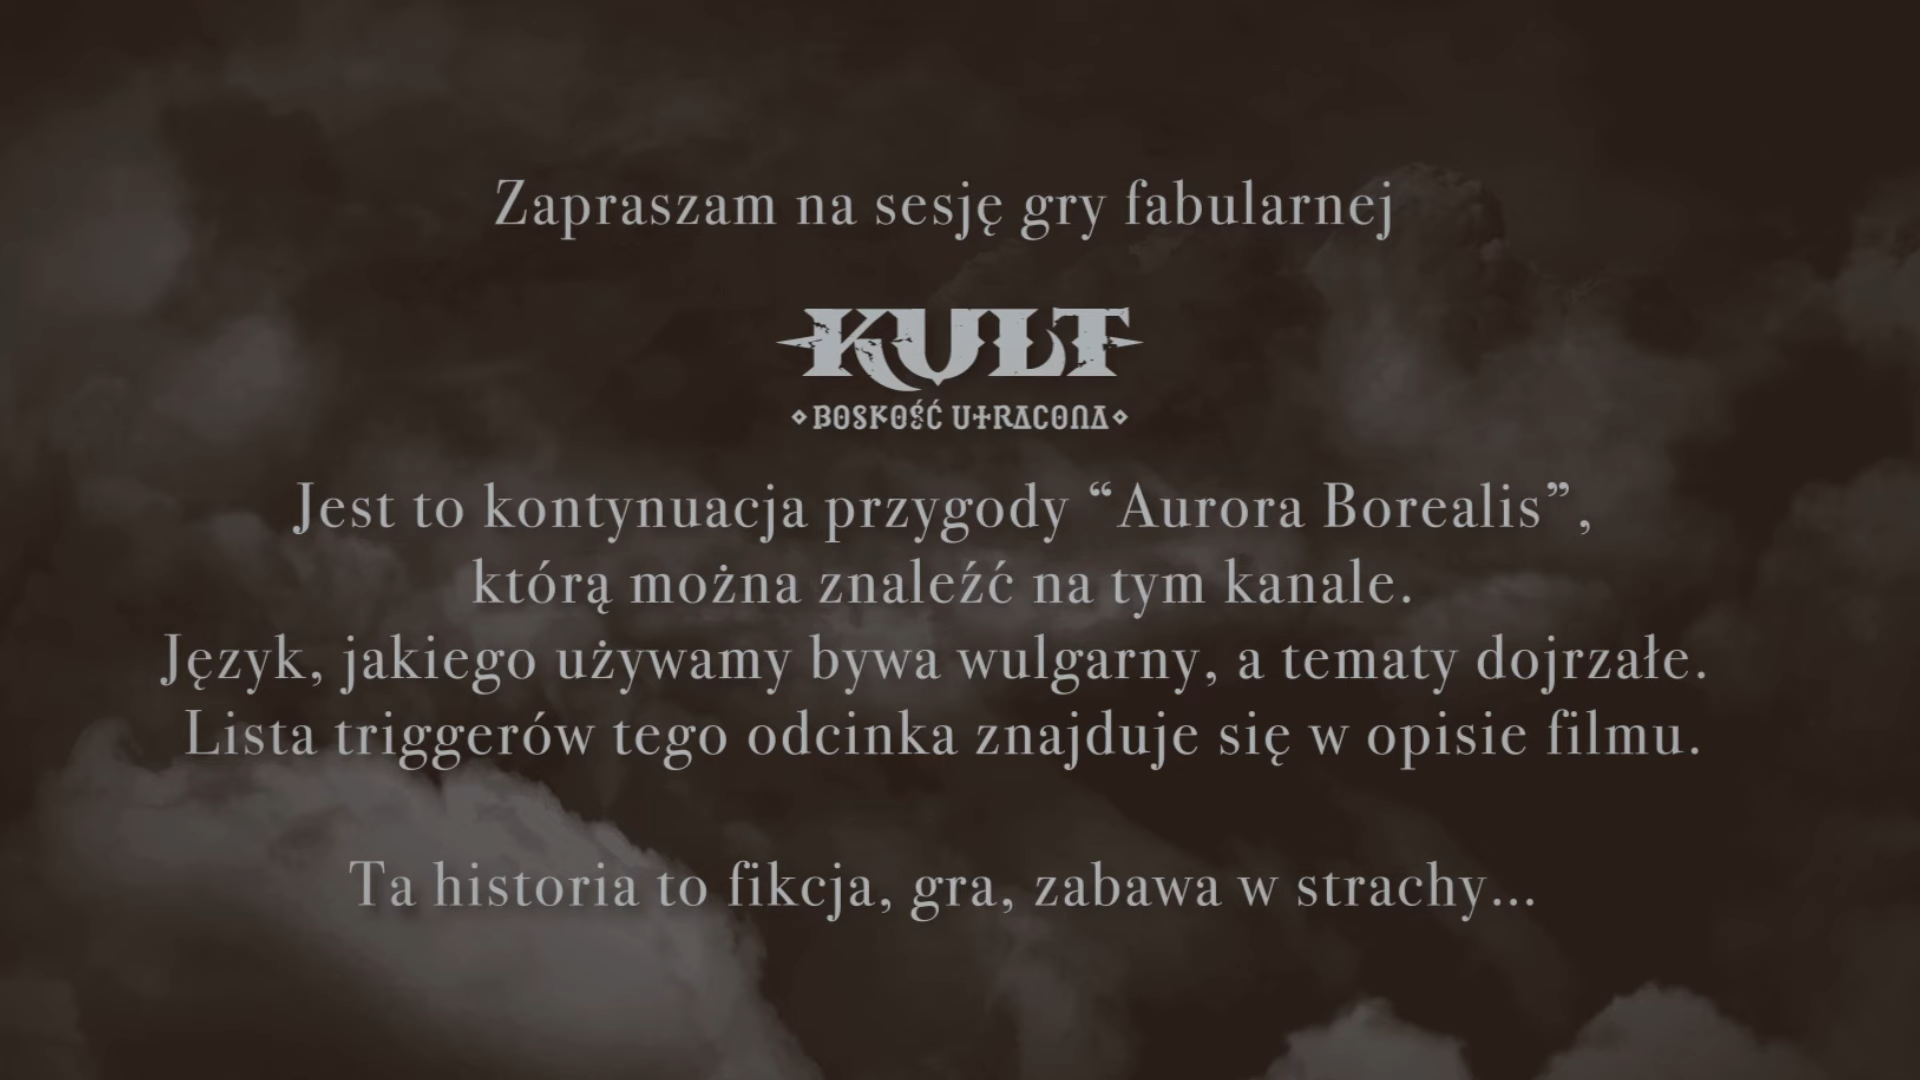 Zapraszam na sesję gry fabularnej
KULT
BOSKOŚĆ UTRACONA
Jest to kontynuacja przygody “Aurora Borealis”,
którą można znaleźć na tym kanale.
Język, jakiego używamy bywa wulgarny, a tematy dojrzałe.
Lista triggerów tego odcinka znajduje się w opisie filmu.
Ta historia to fikcja, gra, zabawa w strachy...